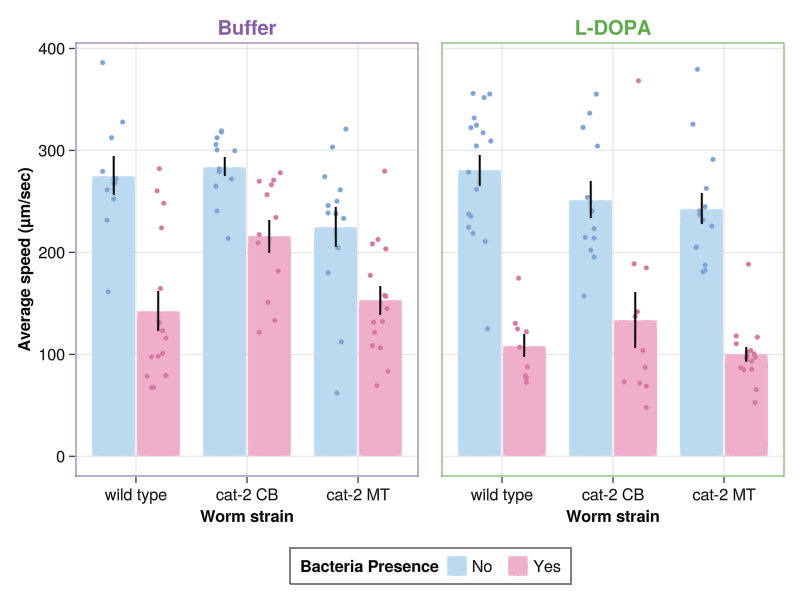 Buffer
L-DOPA
Average speed (µm/sec)
400
300
200
100
0
wild type
cat-2 CB
cat-2 MT
wild type
cat-2 CB
cat-2 MT
Worm strain
Worm strain
Bacteria Presence
No
Yes